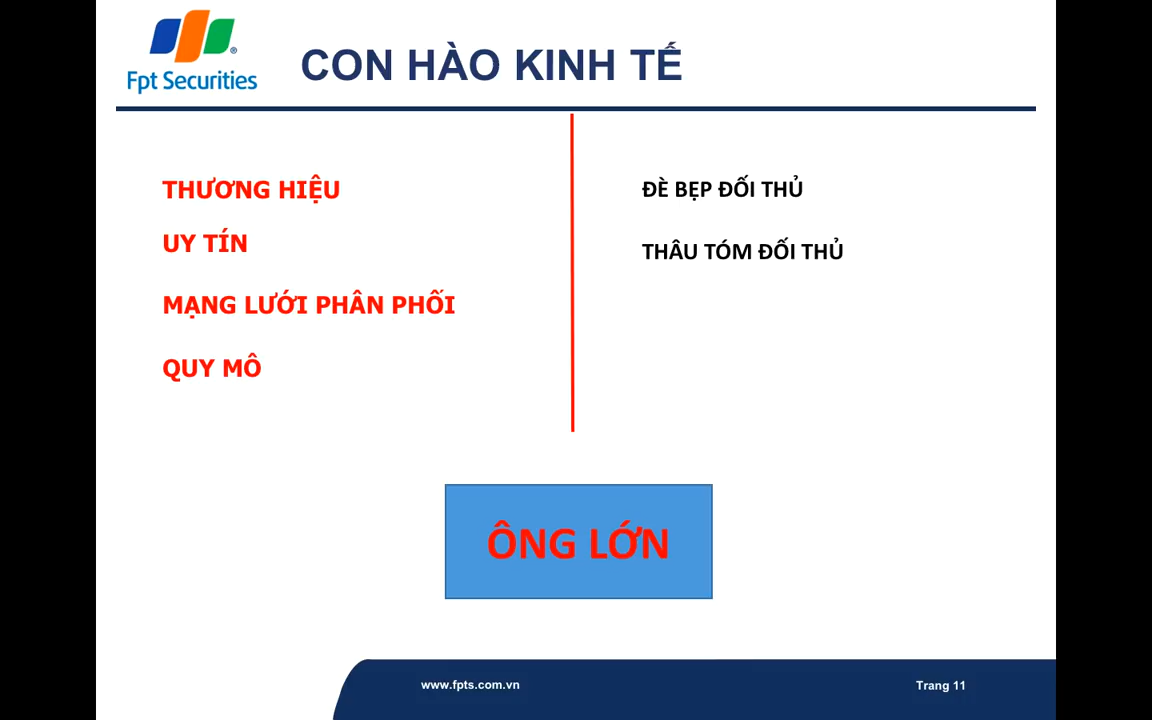 Fpt Securities
CON HÀO KINH TẾ
THƯƠNG HIỆU
UY TÍN
MẠNG LƯỚI PHÂN PHỐI
QUY MÔ
ĐÈ BẸP ĐỐI THỦ
THÂU TÓM ĐỐI THỦ
ÔNG LỚN
www.fpts.com.vn
Trang 11